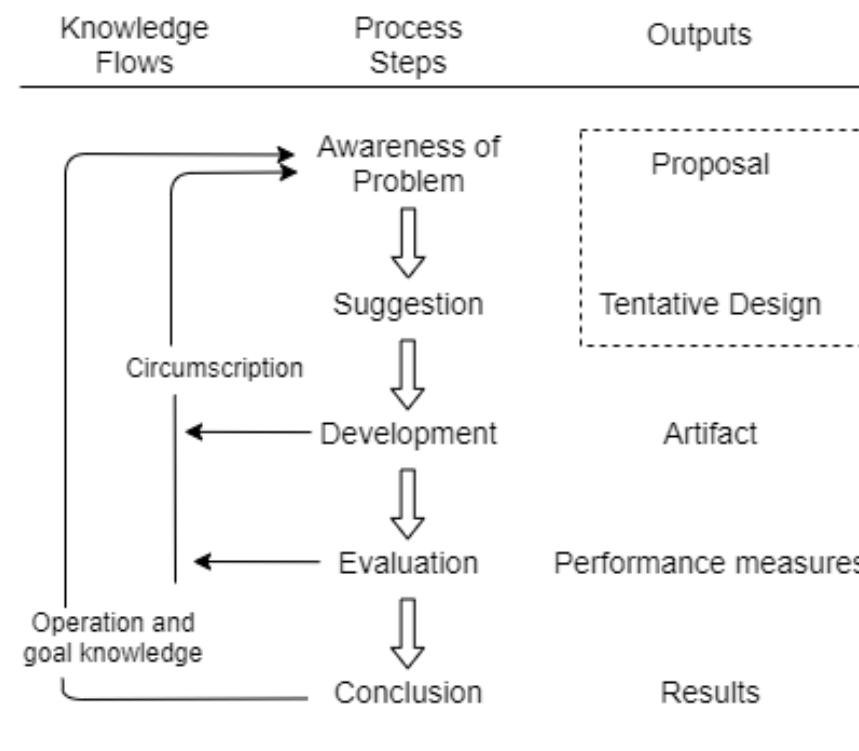 Knowledge
Flows
Process
Steps
Outputs
Awareness of
Problem
Proposal
Suggestion
Tentative Design
Circumscription
Development
Artifact
Evaluation
Performance measures
Operation and
goal knowledge
Conclusion
Results